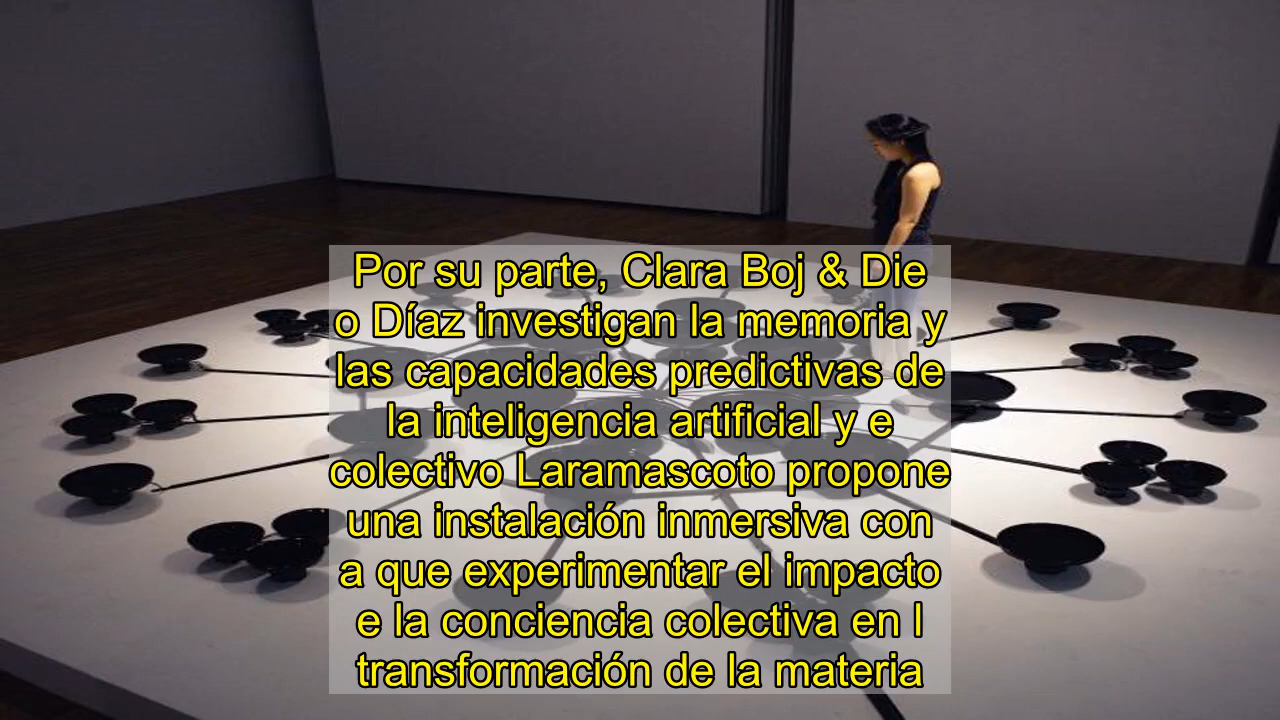 Por su parte, Clara Boj & Die
o Díaz investigan la memoria y
las capacidades predictivas de
la inteligencia artificial y e
colectivo Laramascoto propone
una instalación inmersiva con
a que experimentar el impacto
e la conciencia colectiva en l
transformación de la materia